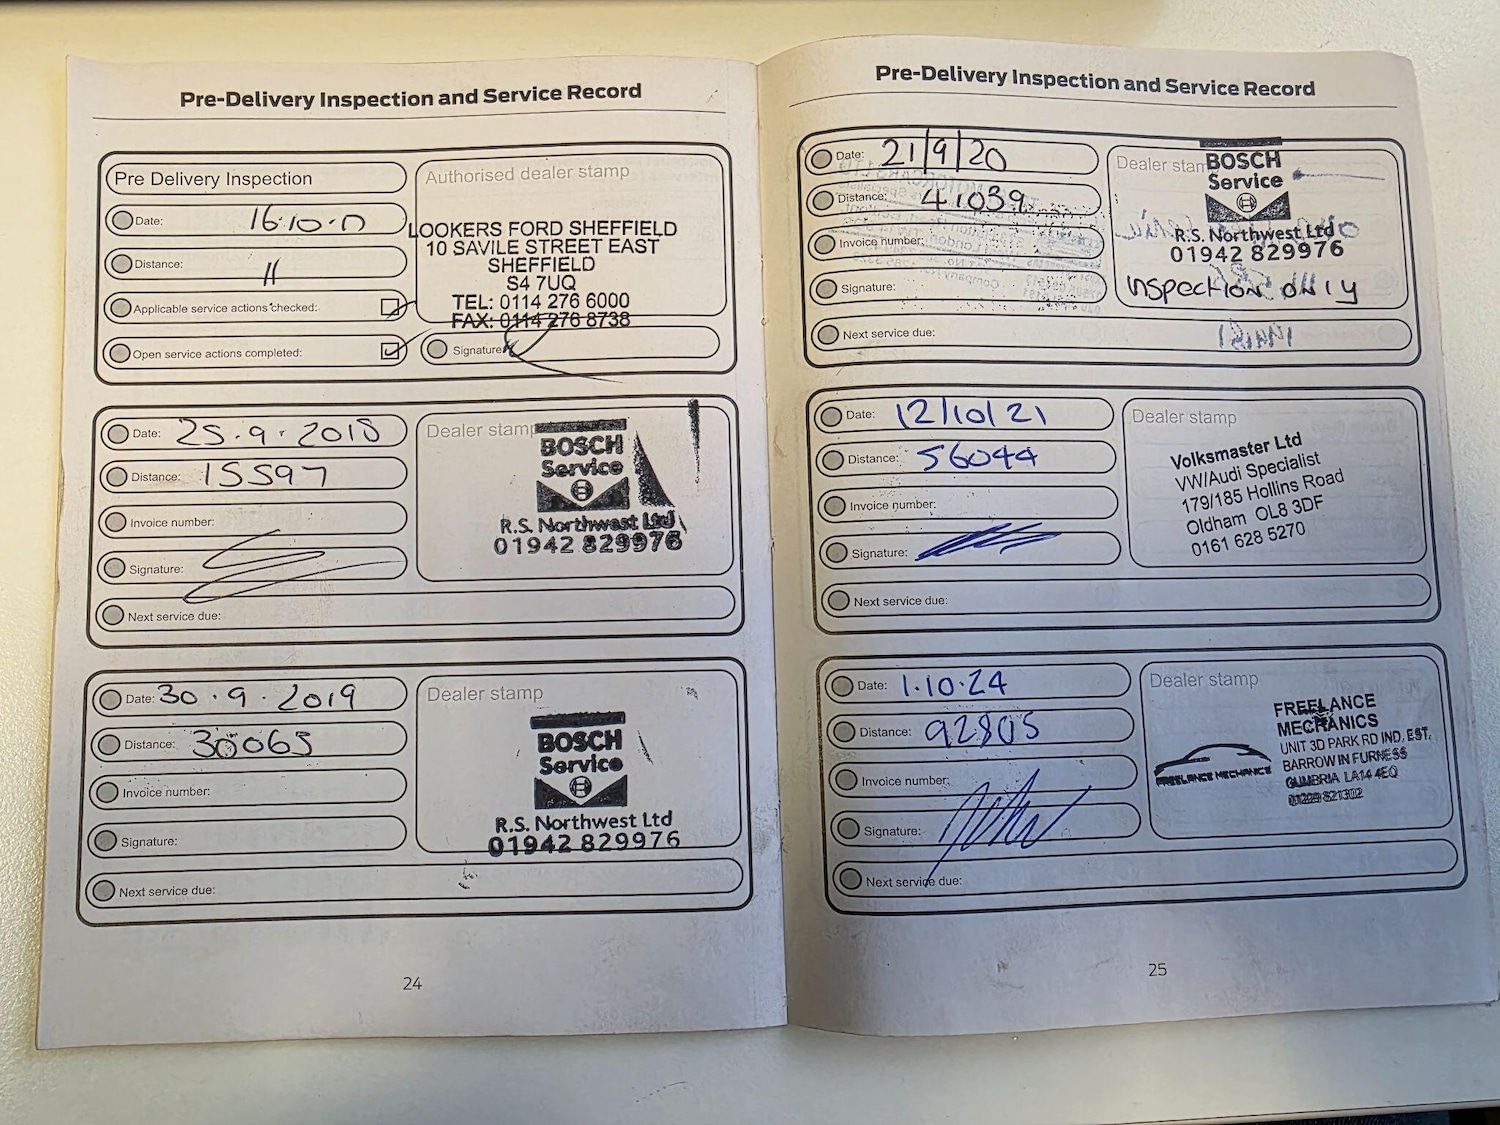 Pre-Delivery Inspection and Service Record
Pre Delivery Inspection
Date: 16.10.17
Distance: 11
Applicable service actions checked:
Open service actions completed:
Authorised dealer stamp
LOOKERS FORD SHEFFIELD
10 SAVILE STREET EAST
SHEFFIELD
S4 7UQ
TEL: 0114 276 6000
FAX: 0114 276 8738
Signature
Date: 25.9.2018
Distance: 15597
Invoice number:
Signature:
Next service due:
Dealer stamp
BOSCH
Service
R.S. Northwest Ltd
01942 829976
Date: 30.9.2019
Distance: 30065
Invoice number:
Signature:
Next service due:
Dealer stamp
BOSCH
Service
R.S. Northwest Ltd
01942 829976
24
Pre-Delivery Inspection and Service Record
Date: 21/9/20
Distance: 41039
Invoice number:
Signature:
Next service due:
Dealer stamp
BOSCH
Service
R.S. Northwest Ltd
01942 829976
Inspection only
Date: 12/10/21
Distance: 56044
Invoice number:
Signature:
Next service due:
Dealer stamp
Volksmaster Ltd
VW/Audi Specialist
179/185 Hollins Road
Oldham OL8 3DF
0161 628 5270
Date: 1.10.24
Distance: 92805
Invoice number:
Signature:
Next service due:
Dealer stamp
FREELANCE MECHANICS
FREELANCE
MECHANICS
UNIT 3D PARK RD IND, EST.
BARROW IN FURNESS
CUMBRIA LA14 4EQ
01229 821302
25